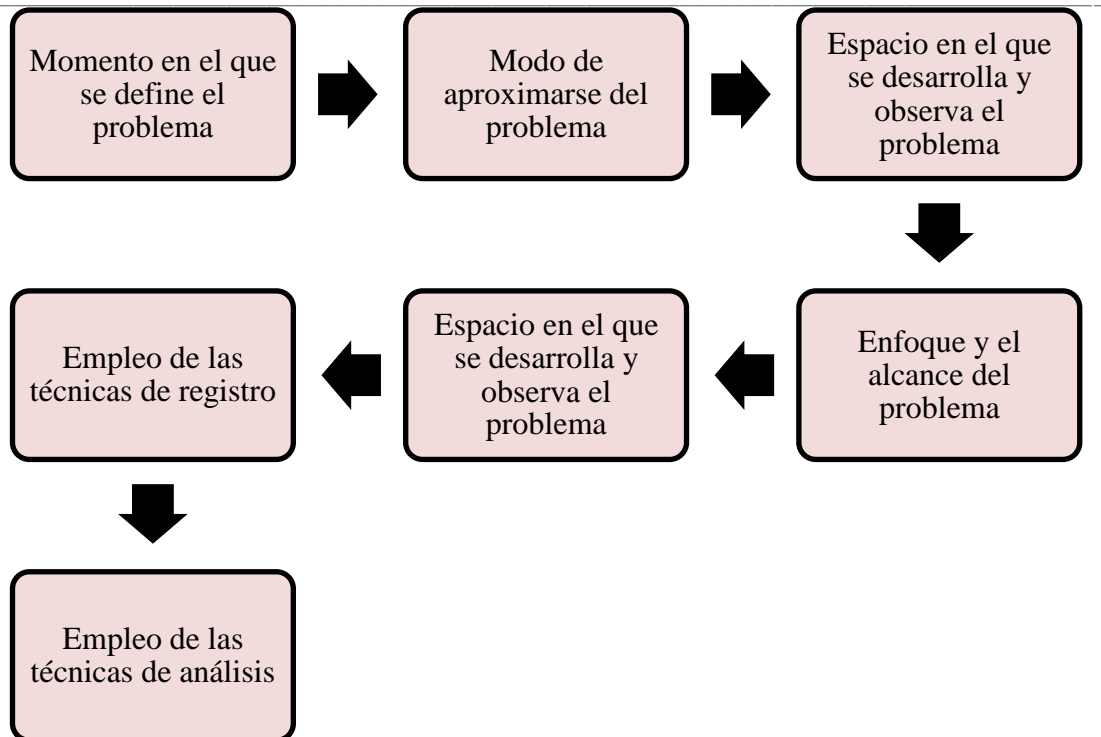 Momento en el que
se define el
problema
Modo de
aproximarse del
problema
Espacio en el que
se desarrolla y
observa el
problema
Enfoque y el
alcance del
problema
Espacio en el que
se desarrolla y
observa el
problema
Empleo de las
técnicas de registro
Empleo de las
técnicas de análisis